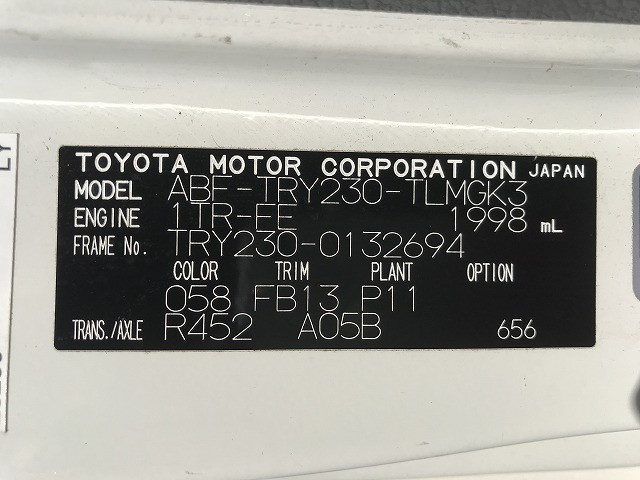 TOYOTA MOTOR CORPORATION JAPAN
MODEL ABF-TRY230-TLMGK3
ENGINE 1TR-FE 1998 mL
FRAME No. TRY230-0132694
COLOR TRIM PLANT OPTION
058 FB13 P11
TRANS./AXLE R452 A05B 656